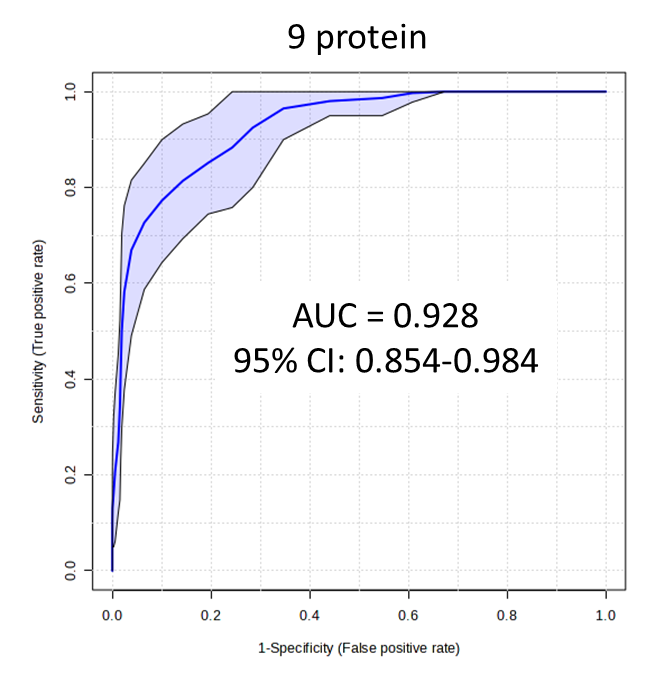 9 protein
1.0
0.8
0.6
0.4
0.2
0.0
Sensitivity (True positive rate)
AUC = 0.928
95% CI: 0.854-0.984
0.0 0.2 0.4 0.6 0.8 1.0
1-Specificity (False positive rate)